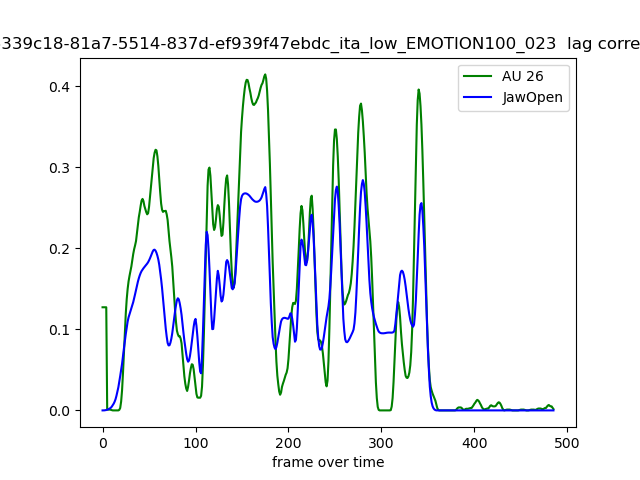 339c18-81a7-5514-837d-ef939f47ebdc_ita_low_EMOTION100_023  lag corre
AU 26
JawOpen
0.4
0.3
0.2
0.1
0.0
0 100 200 300 400 500
frame over time